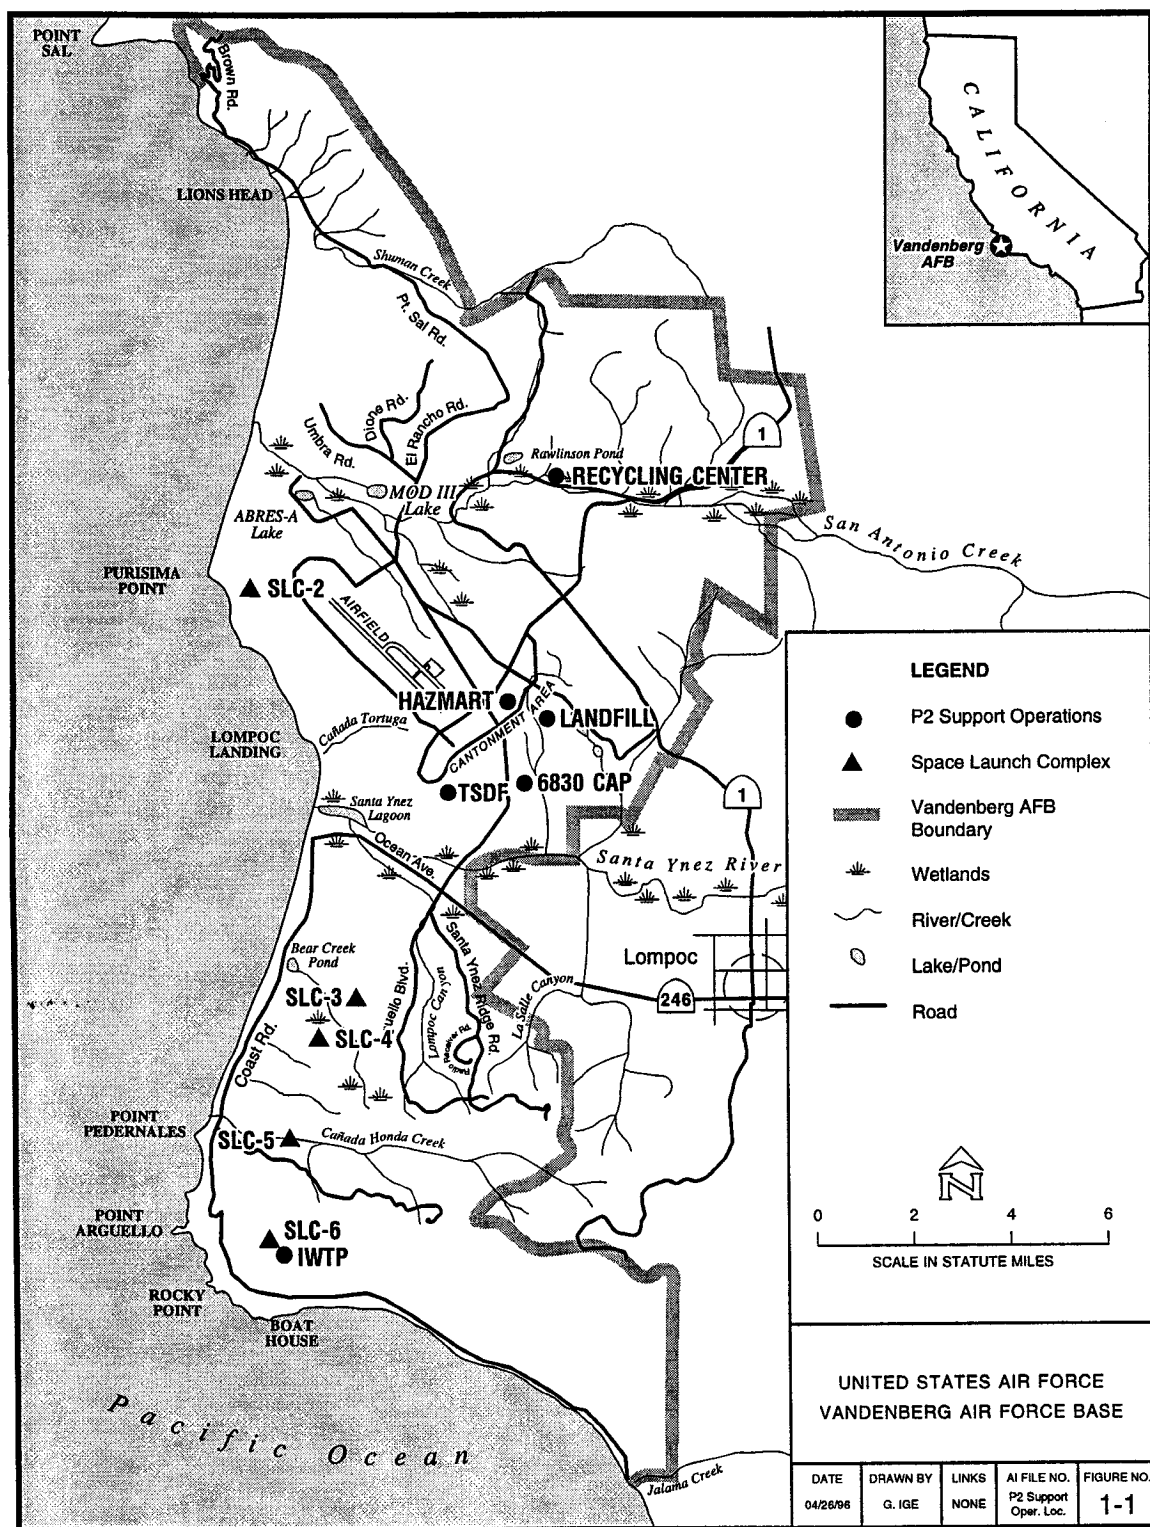 POINT
SAL
Brown Rd.
LIONS HEAD
Shuman Creek
Pt. Sal Rd.
CALIFORNIA
Vandenberg
AFB
Dione Rd.
El Rancho Rd.
Umbra Rd.
1
Rawlinson Pond
RECYCLING CENTER
MOD III
Lake
ABRES-A
Lake
San Antonio Creek
PURISIMA
POINT
SLC-2
AIRFIELD
HAZMART
CANTONMENT AREA
LANDFILL
Cañada Tortuga
LOMPOC
LANDING
TSDF
6830 CAP
1
Santa Ynez
Lagoon
Ocean Ave.
Santa Ynez River
Lompoc
246
Bear Creek
Pond
SLC-3
SLC-4
uello Blvd.
Lompoc Canyon
Santa Ynez Ridge Rd.
Radio
Receiver Rd.
La Salle Canyon
Coast Rd.
POINT
PEDERNALES
SLC-5
Cañada Honda Creek
POINT
ARGUELLO
SLC-6
IWTP
ROCKY
POINT
BOAT
HOUSE
Pacific Ocean
Jalama Creek
LEGEND
P2 Support Operations
Space Launch Complex
Vandenberg AFB
Boundary
Wetlands
River/Creek
Lake/Pond
Road
N
0 2 4 6
SCALE IN STATUTE MILES
UNITED STATES AIR FORCE
VANDENBERG AIR FORCE BASE
DATE DRAWN BY LINKS AI FILE NO. FIGURE NO.
04/26/96 G. IGE NONE P2 Support
Oper. Loc. 1-1